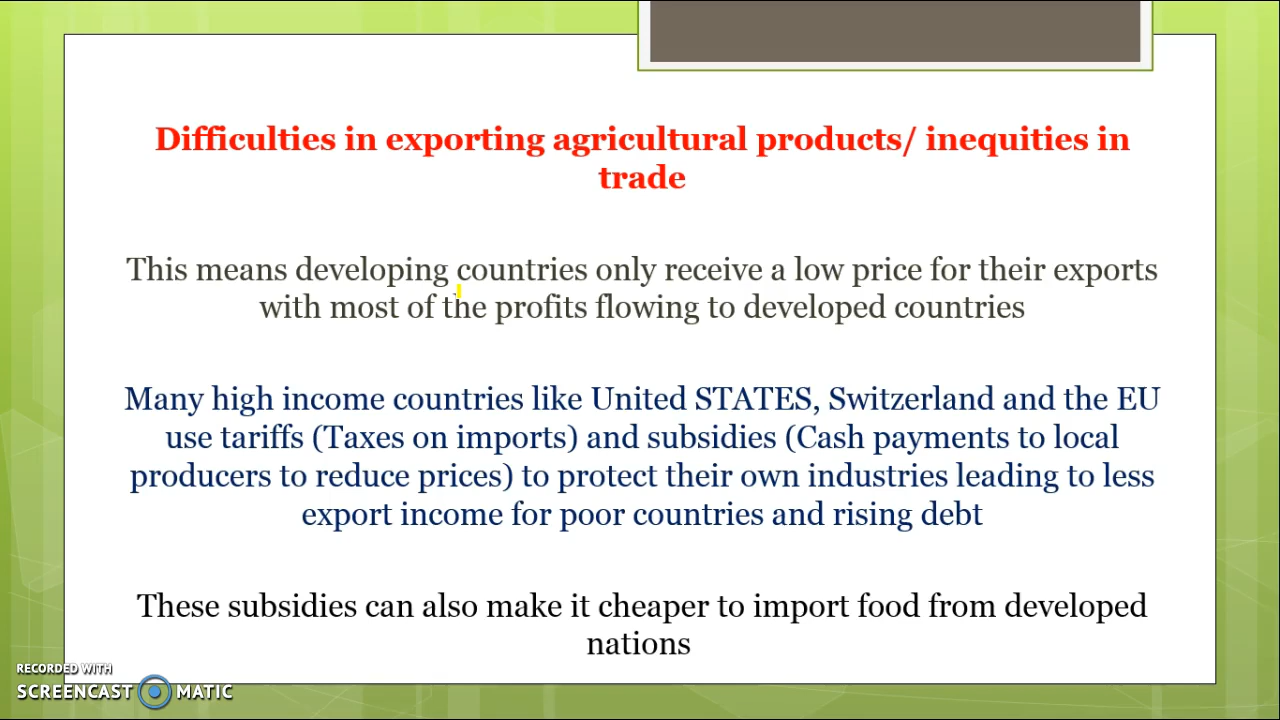 Difficulties in exporting agricultural products/ inequities in
trade
This means developing countries only receive a low price for their exports
with most of the profits flowing to developed countries
Many high income countries like United STATES, Switzerland and the EU
use tariffs (Taxes on imports) and subsidies (Cash payments to local
producers to reduce prices) to protect their own industries leading to less
export income for poor countries and rising debt
These subsidies can also make it cheaper to import food from developed
nations
RECORDED WITH
SCREENCAST MATIC